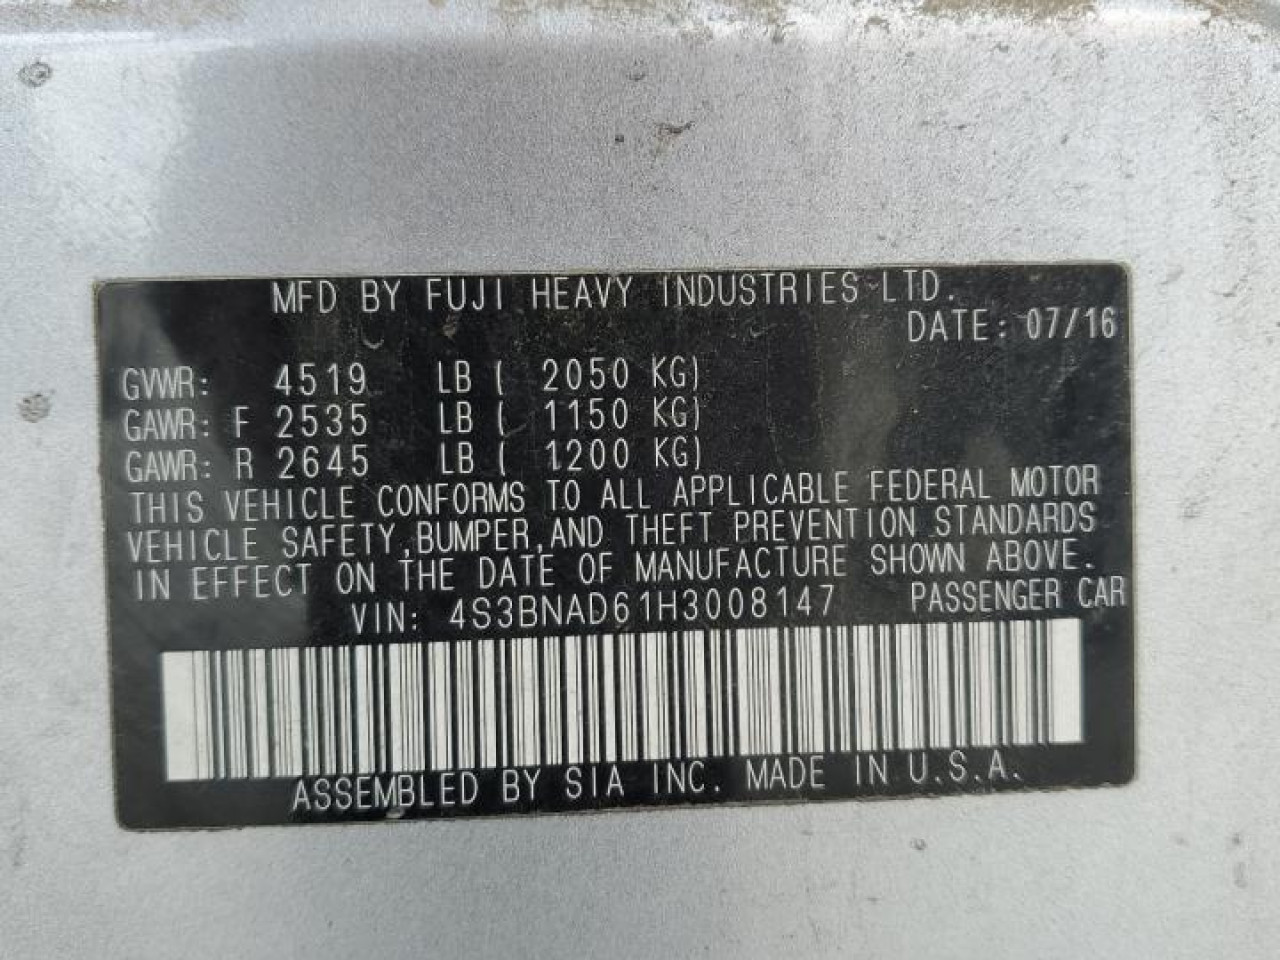 MFD BY FUJI HEAVY INDUSTRIES LTD.
DATE: 07/16
GVWR: 4519 LB ( 2050 KG)
GAWR: F 2535 LB ( 1150 KG)
GAWR: R 2645 LB ( 1200 KG)
THIS VEHICLE CONFORMS TO ALL APPLICABLE FEDERAL MOTOR
VEHICLE SAFETY, BUMPER, AND THEFT PREVENTION STANDARDS
IN EFFECT ON THE DATE OF MANUFACTURE SHOWN ABOVE.
VIN: 4S3BNAD61H3008147 PASSENGER CAR
ASSEMBLED BY SIA INC. MADE IN U.S.A.